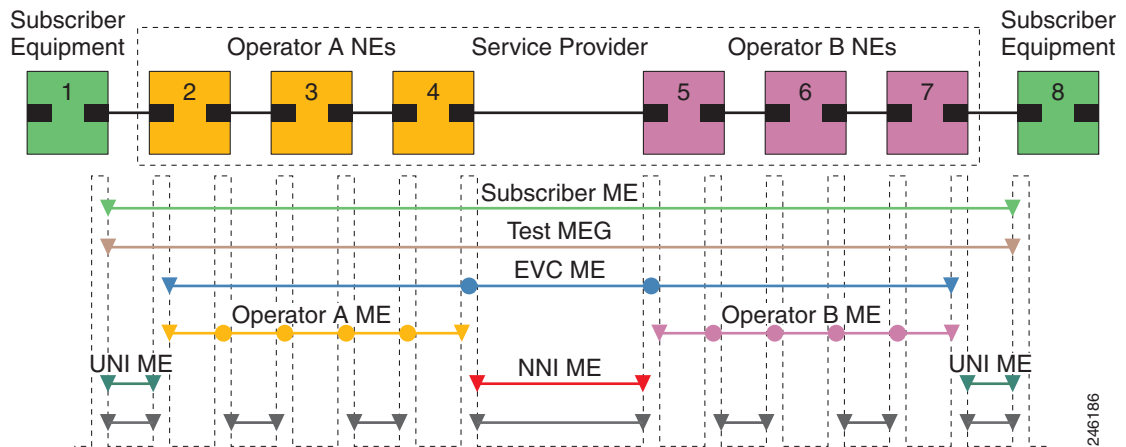 Subscriber
Equipment
Operator A NEs
Service Provider
Operator B NEs
Subscriber
Equipment
1
2
3
4
5
6
7
8
Subscriber ME
Test MEG
EVC ME
Operator A ME
Operator B ME
UNI ME
NNI ME
UNI ME
246186